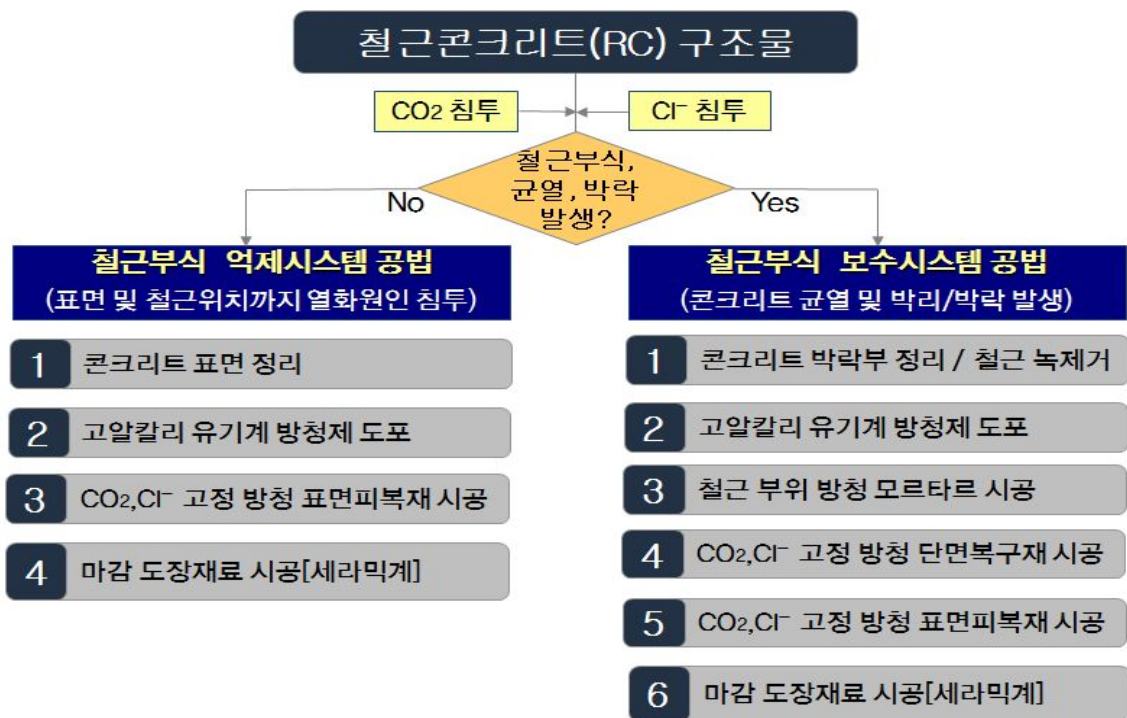 철근콘크리트(RC) 구조물
CO2 침투
Cl⁻ 침투
철근부식,
균열,박락
발생?
No
Yes
철근부식 억제시스템 공법
(표면 및 철근위치까지 열화원인 침투)
1 콘크리트 표면 정리
2 고알칼리 유기계 방청제 도포
3 CO2,Cl⁻ 고정 방청 표면피복재 시공
4 마감 도장재료 시공[세라믹계]
철근부식 보수시스템 공법
(콘크리트 균열 및 박리/박락 발생)
1 콘크리트 박락부 정리 / 철근 녹제거
2 고알칼리 유기계 방청제 도포
3 철근 부위 방청 모르타르 시공
4 CO2,Cl⁻ 고정 방청 단면복구재 시공
5 CO2,Cl⁻ 고정 방청 표면피복재 시공
6 마감 도장재료 시공[세라믹계]